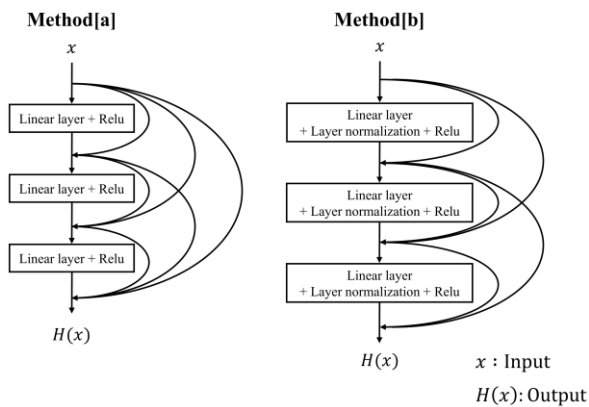 Method[a]
x
Linear layer + Relu
Linear layer + Relu
Linear layer + Relu
H(x)
Method[b]
x
Linear layer
+ Layer normalization + Relu
Linear layer
+ Layer normalization + Relu
Linear layer
+ Layer normalization + Relu
H(x)
x : Input
H(x): Output